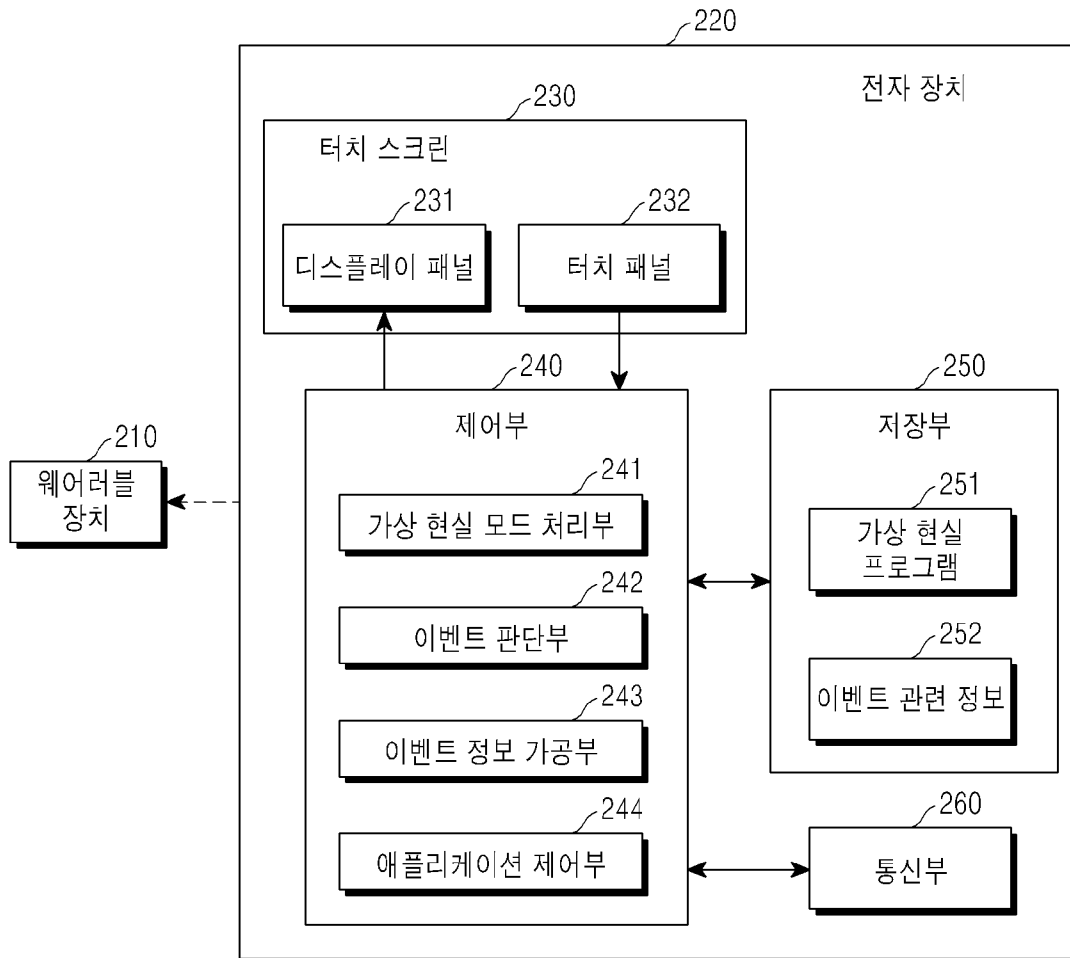 220
전자 장치
230
터치 스크린
231
232
디스플레이 패널
터치 패널
240
제어부
250
저장부
210
웨어러블
장치
241
가상 현실 모드 처리부
251
가상 현실
프로그램
242
이벤트 판단부
252
이벤트 관련 정보
243
이벤트 정보 가공부
244
애플리케이션 제어부
260
통신부